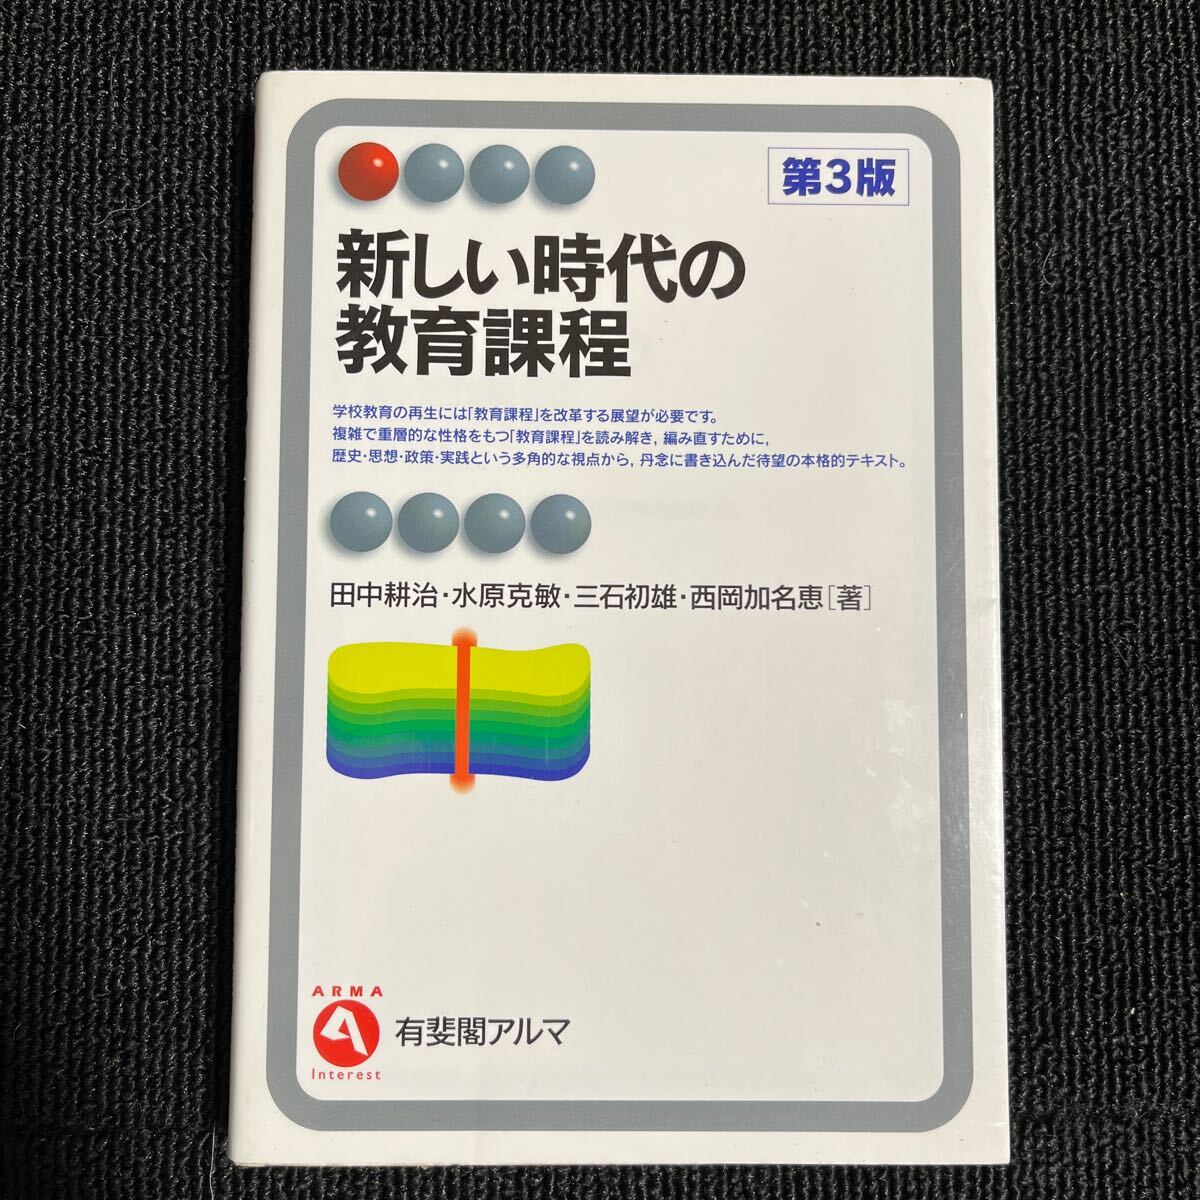 第3版
新しい時代の
教育課程
学校教育の再生には「教育課程」を改革する展望が必要です。
複雑で重層的な性格をもつ「教育課程」を読み解き, 編み直すために,
歴史・思想・政策・実践という多角的な視点から, 丹念に書き込んだ待望の本格的テキスト。
田中耕治・水原克敏・三石初雄・西岡加名恵[著]
ARMA
A
Interest
有斐閣アルマ